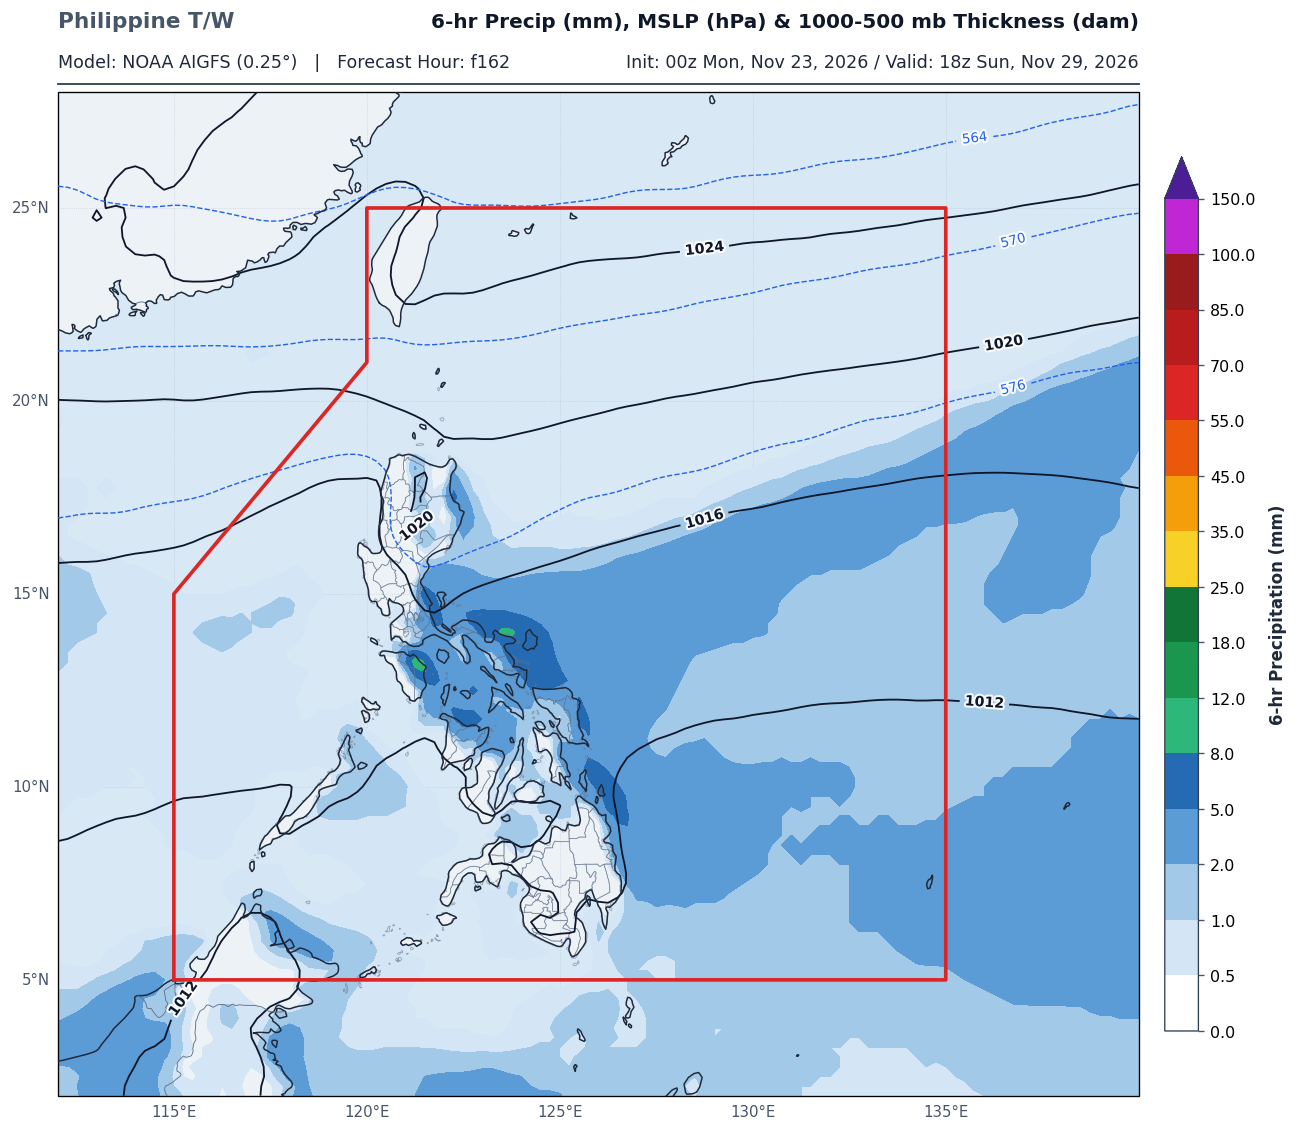 Philippine T/W
6-hr Precip (mm), MSLP (hPa) & 1000-500 mb Thickness (dam)
Model: NOAA AIGFS (0.25°) | Forecast Hour: f162
Init: 00z Mon, Nov 23, 2026 / Valid: 18z Sun, Nov 29, 2026
564
570
1024
1020
576
1020
1016
1012
1012
25°N
20°N
15°N
10°N
5°N
115°E
120°E
125°E
130°E
135°E
150.0
100.0
85.0
70.0
55.0
45.0
35.0
25.0
18.0
12.0
8.0
5.0
2.0
1.0
0.5
0.0
6-hr Precipitation (mm)